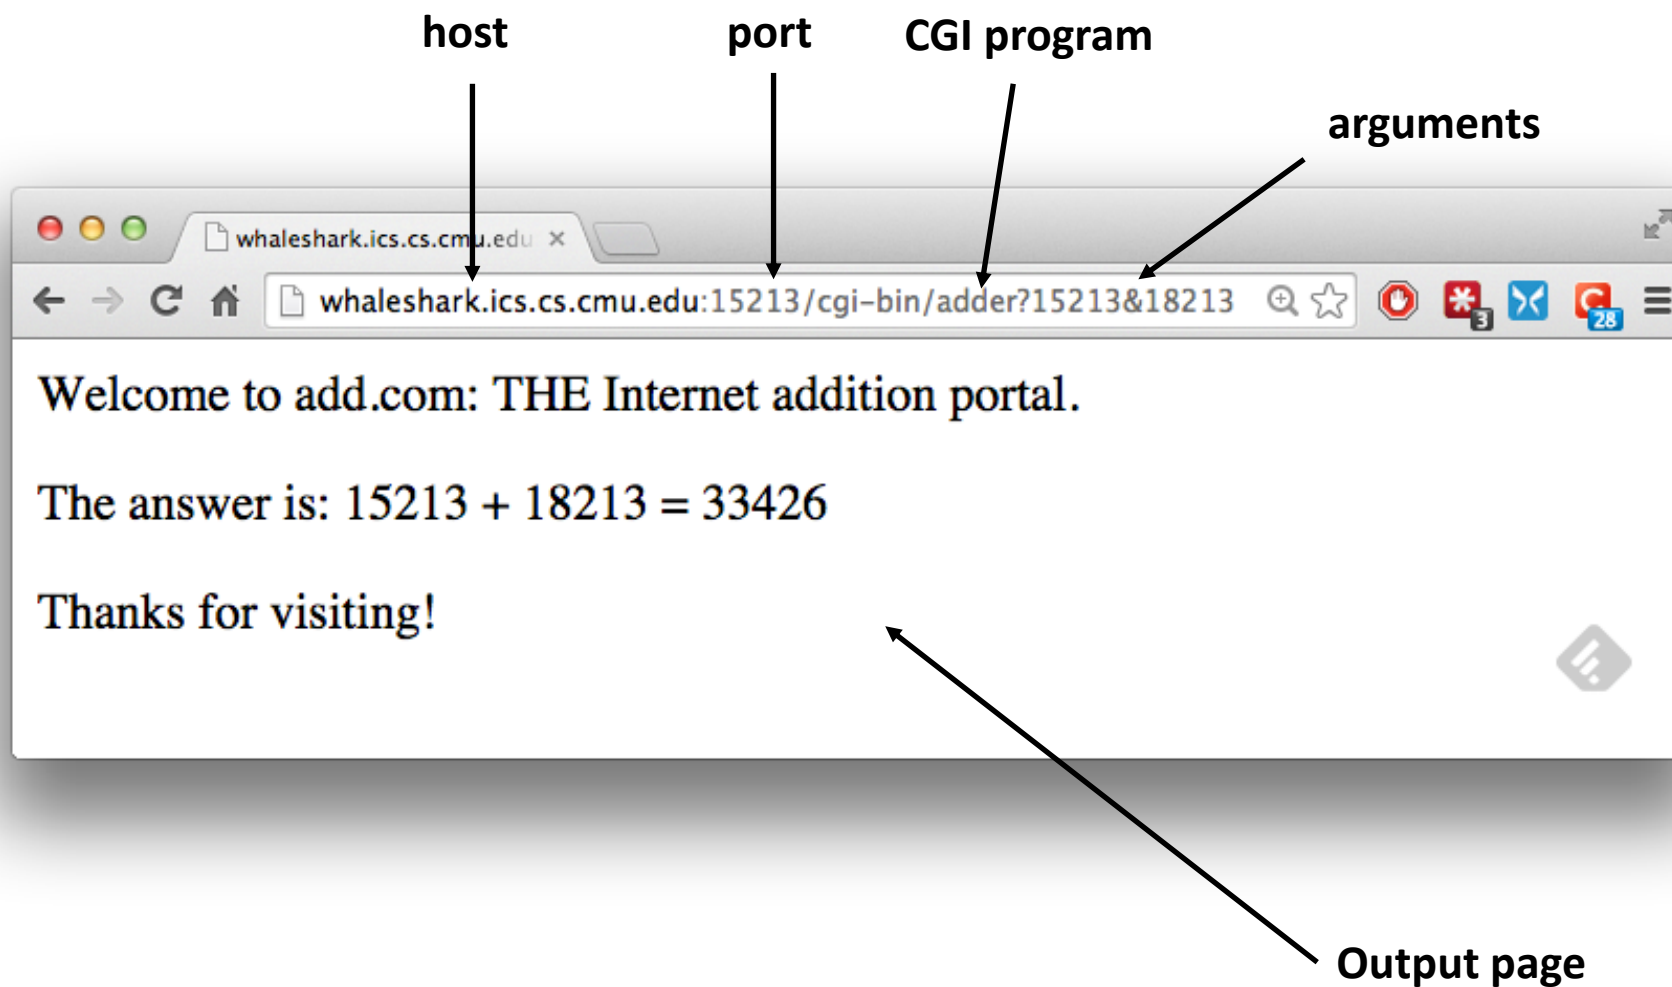 host
port
CGI program
arguments
whaleshark.ics.cs.cmu.edu
whaleshark.ics.cs.cmu.edu:15213/cgi-bin/adder?15213&18213
3
28
Welcome to add.com: THE Internet addition portal.
The answer is: 15213 + 18213 = 33426
Thanks for visiting!
Output page